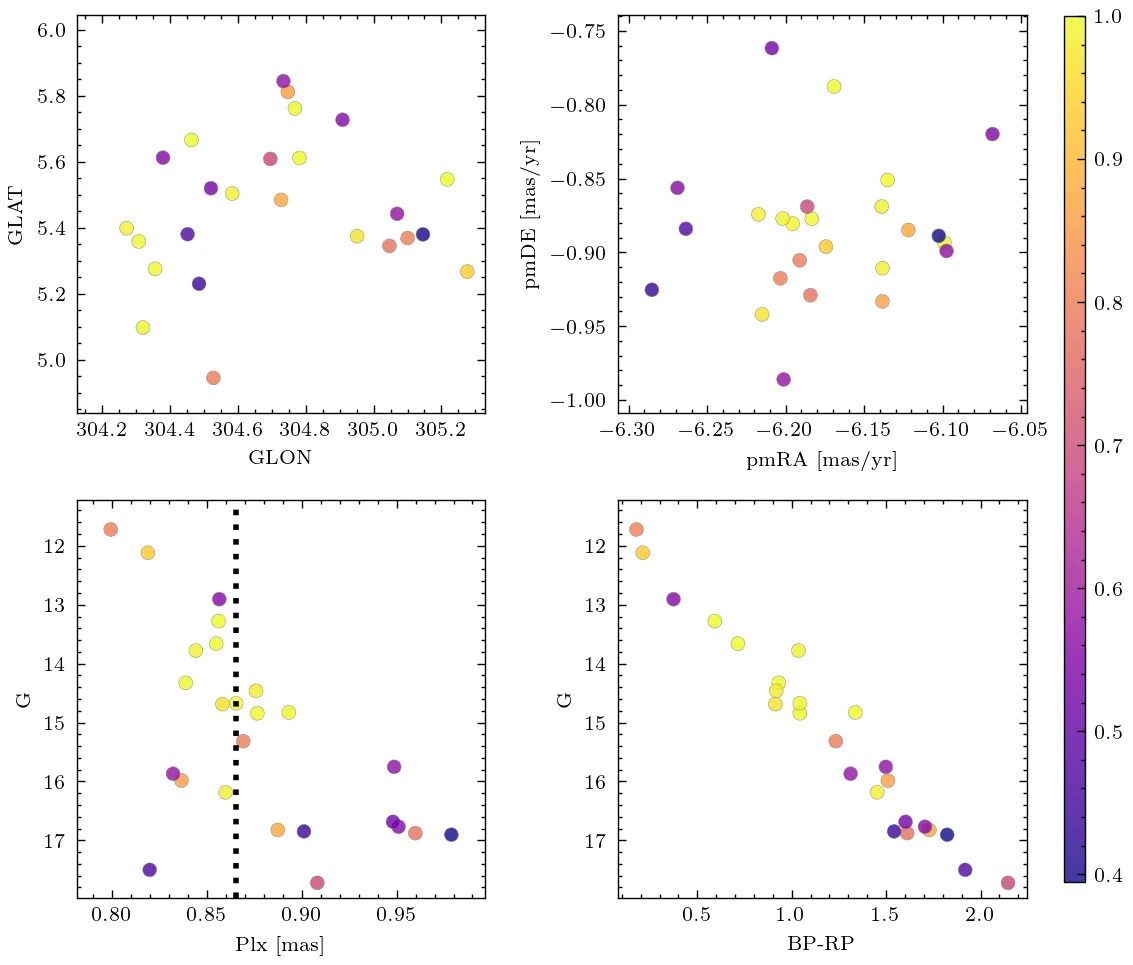 6.0
5.8
5.6
5.4
5.2
5.0
GLAT
304.2 304.4 304.6 304.8 305.0 305.2
GLON
−0.75
−0.80
−0.85
−0.90
−0.95
−1.00
pmDE [mas/yr]
−6.30 −6.25 −6.20 −6.15 −6.10 −6.05
pmRA [mas/yr]
12
13
14
15
16
17
G
0.80 0.85 0.90 0.95
Plx [mas]
12
13
14
15
16
17
G
0.5 1.0 1.5 2.0
BP-RP
1.0
0.9
0.8
0.7
0.6
0.5
0.4